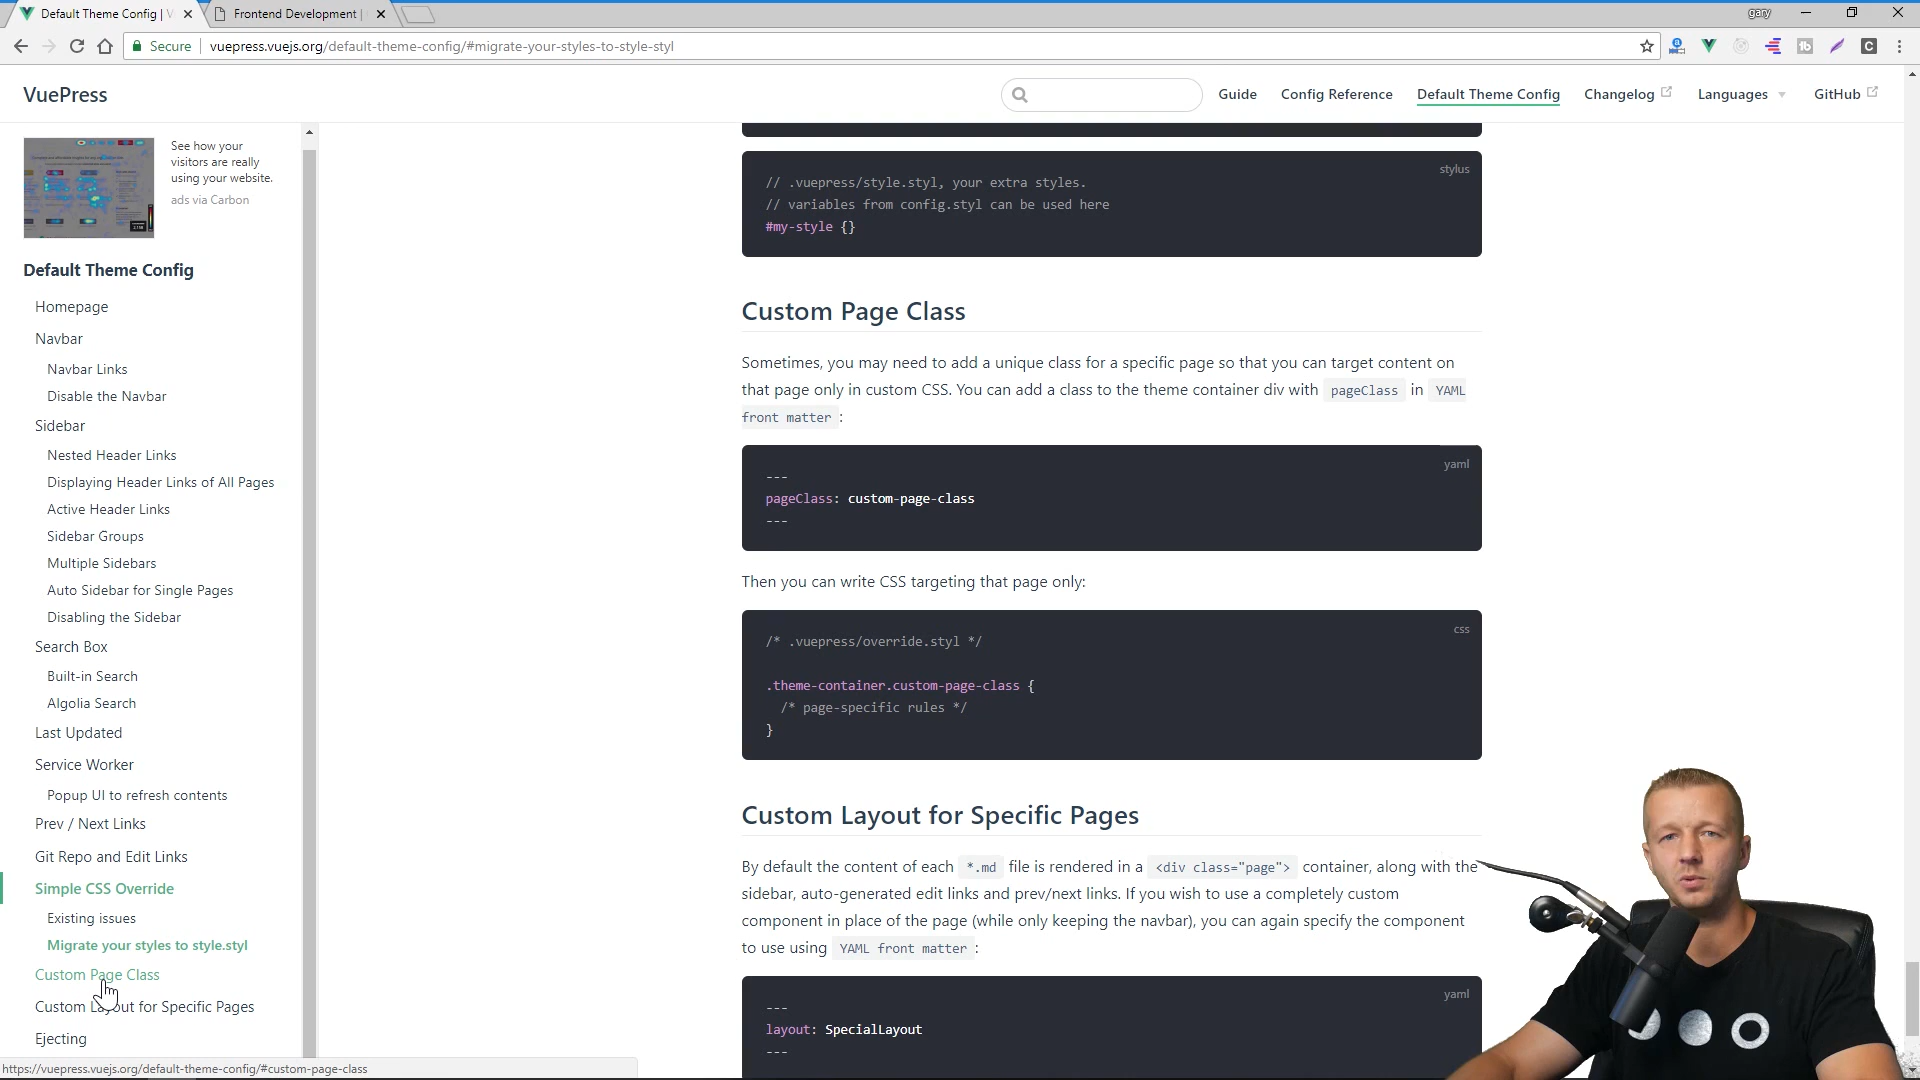 Default Theme Config | V
Frontend Development |
gary
Secure
vuepress.vuejs.org/default-theme-config/#migrate-your-styles-to-style-styl
VuePress
Guide
Config Reference
Default Theme Config
Changelog
Languages
GitHub
See how your
visitors are really
using your website.
ads via Carbon
Default Theme Config
Homepage
Navbar
Navbar Links
Disable the Navbar
Sidebar
Nested Header Links
Displaying Header Links of All Pages
Active Header Links
Sidebar Groups
Multiple Sidebars
Auto Sidebar for Single Pages
Disabling the Sidebar
Search Box
Built-in Search
Algolia Search
Last Updated
Service Worker
Popup UI to refresh contents
Prev / Next Links
Git Repo and Edit Links
Simple CSS Override
Existing issues
Migrate your styles to style.styl
Custom Page Class
Custom Layout for Specific Pages
Ejecting
https://vuepress.vuejs.org/default-theme-config/#custom-page-class
stylus
// .vuepress/style.styl, your extra styles.
// variables from config.styl can be used here
#my-style {}
Custom Page Class
Sometimes, you may need to add a unique class for a specific page so that you can target content on
that page only in custom CSS. You can add a class to the theme container div with pageClass in YAML
front matter :
yaml
---
pageClass: custom-page-class
---
Then you can write CSS targeting that page only:
css
/* .vuepress/override.styl */
.theme-container.custom-page-class {
/* page-specific rules */
}
Custom Layout for Specific Pages
By default the content of each *.md file is rendered in a <div class="page"> container, along with the
sidebar, auto-generated edit links and prev/next links. If you wish to use a completely custom
component in place of the page (while only keeping the navbar), you can again specify the component
to use using YAML front matter :
yaml
---
layout: SpecialLayout
---